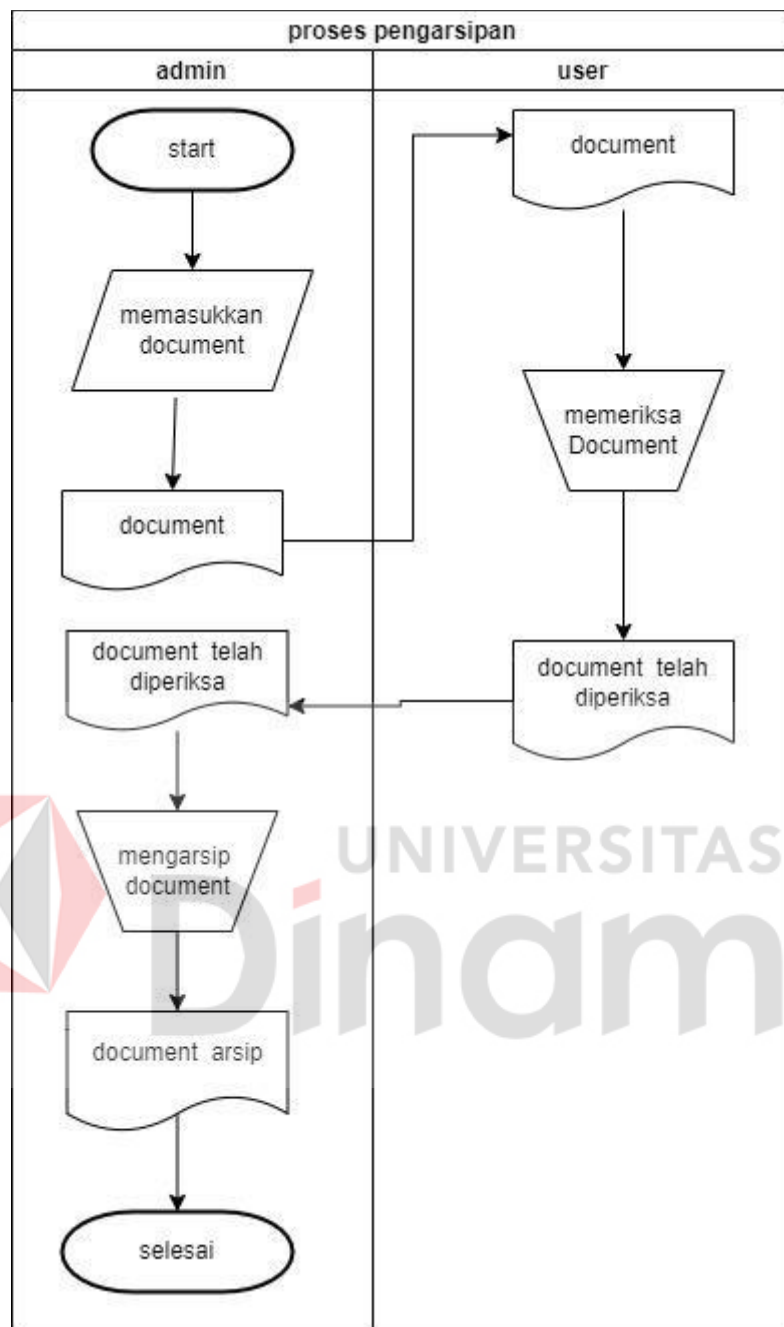 proses pengarsipan
admin
user
start
document
memasukkan
document
memeriksa
Document
document
document telah
diperiksa
document telah
diperiksa
mengarsip
document
UNIVERSITAS
Dinam
document arsip
selesai